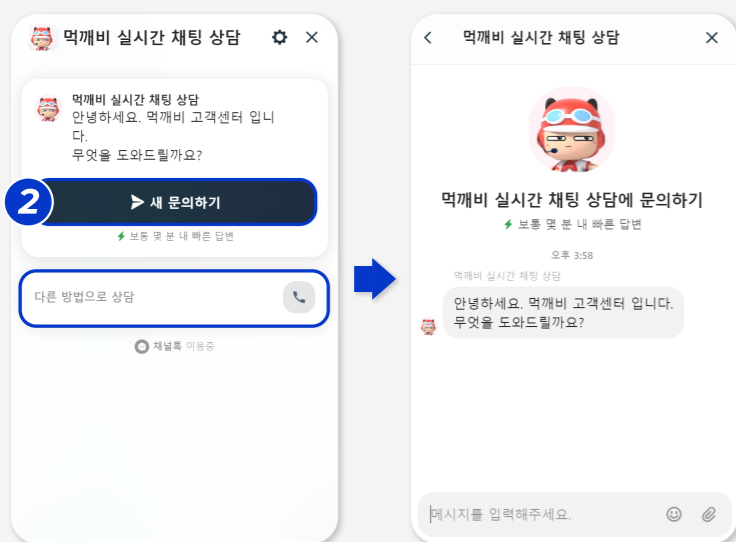 먹깨비 실시간 채팅 상담
먹깨비 실시간 채팅 상담
안녕하세요. 먹깨비 고객센터 입니
다.
무엇을 도와드릴까요?
2
새 문의하기
보통 몇 분 내 빠른 답변
다른 방법으로 상담
채널톡 이용중
먹깨비 실시간 채팅 상담
먹깨비 실시간 채팅 상담에 문의하기
보통 몇 분 내 빠른 답변
오후 3:58
먹깨비 실시간 채팅 상담
안녕하세요. 먹깨비 고객센터 입니다.
무엇을 도와드릴까요?
메시지를 입력해주세요.